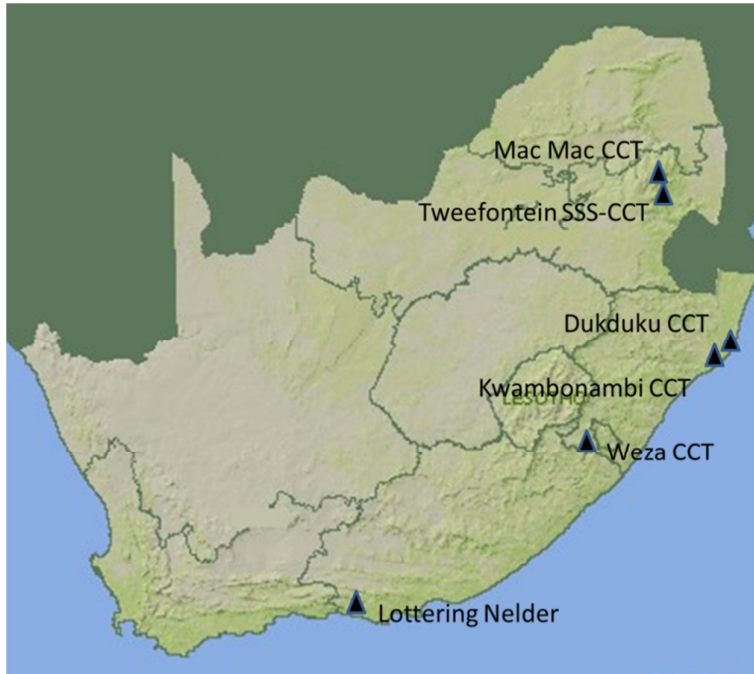 Mac Mac CCT
Tweefontein SSS-CCT
Dukduku CCT
Kwambonambi CCT
LESOTHO
Weza CCT
Lottering Nelder